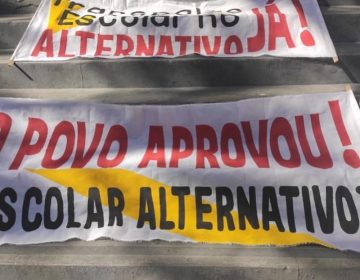 Escolar no
ALTERNATIVO JÁ!
O POVO APROVOU!
SCOLAR ALTERNATIVO